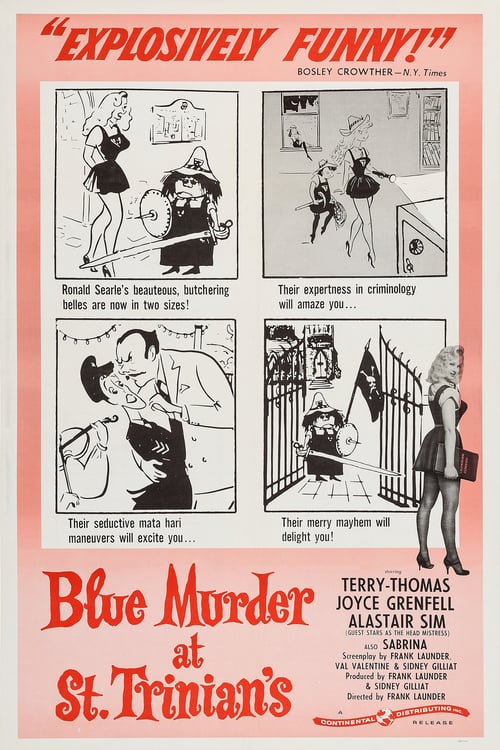 "EXPLOSIVELY FUNNY!"
BOSLEY CROWTHER—N.Y. Times
Ronald Searle's beauteous, butchering
belles are now in two sizes!
Their expertness in criminology
will amaze you...
Their seductive mata hari
maneuvers will excite you...
Their merry mayhem will
delight you!
Blue Murder
at
St. Trinian's
starring
TERRY-THOMAS
JOYCE GRENFELL
ALASTAIR SIM
(GUEST STARS AS THE HEAD MISTRESS)
ALSO SABRINA
Screenplay by FRANK LAUNDER,
VAL VALENTINE & SIDNEY GILLIAT
Produced by FRANK LAUNDER
& SIDNEY GILLIAT
Directed by FRANK LAUNDER
A
CONTINENTAL DISTRIBUTING INC.
RELEASE